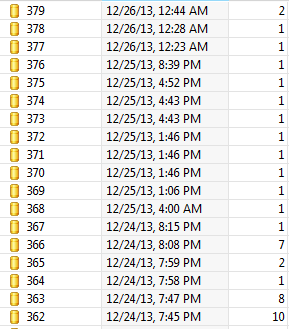 379 12/26/13, 12:44 AM 2
378 12/26/13, 12:28 AM 1
377 12/26/13, 12:23 AM 1
376 12/25/13, 8:39 PM 1
375 12/25/13, 4:52 PM 1
374 12/25/13, 4:43 PM 1
373 12/25/13, 4:43 PM 1
372 12/25/13, 1:46 PM 1
371 12/25/13, 1:46 PM 1
370 12/25/13, 1:46 PM 1
369 12/25/13, 1:06 PM 1
368 12/25/13, 4:00 AM 1
367 12/24/13, 8:15 PM 1
366 12/24/13, 8:08 PM 7
365 12/24/13, 7:59 PM 2
364 12/24/13, 7:58 PM 1
363 12/24/13, 7:47 PM 8
362 12/24/13, 7:45 PM 10